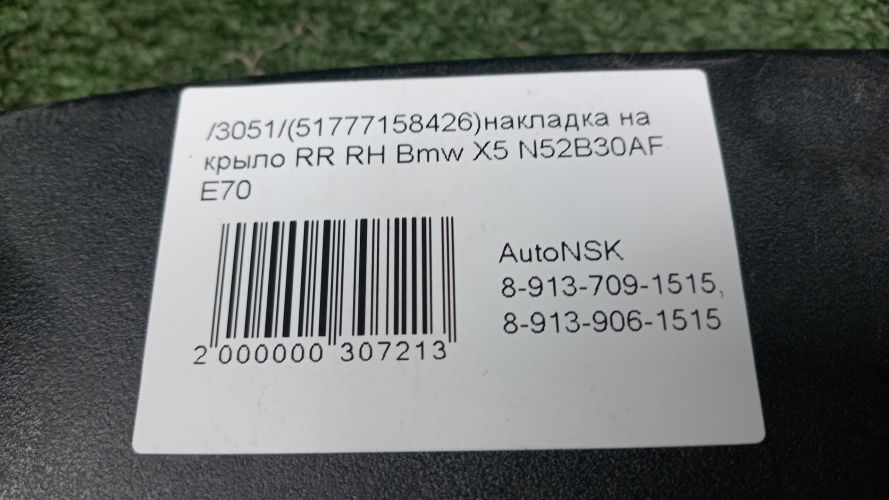 /3051/(51777158426)накладка на
крыло RR RH Bmw X5 N52B30AF
E70
AutoNSK
8-913-709-1515,
8-913-906-1515
2 000000 307213